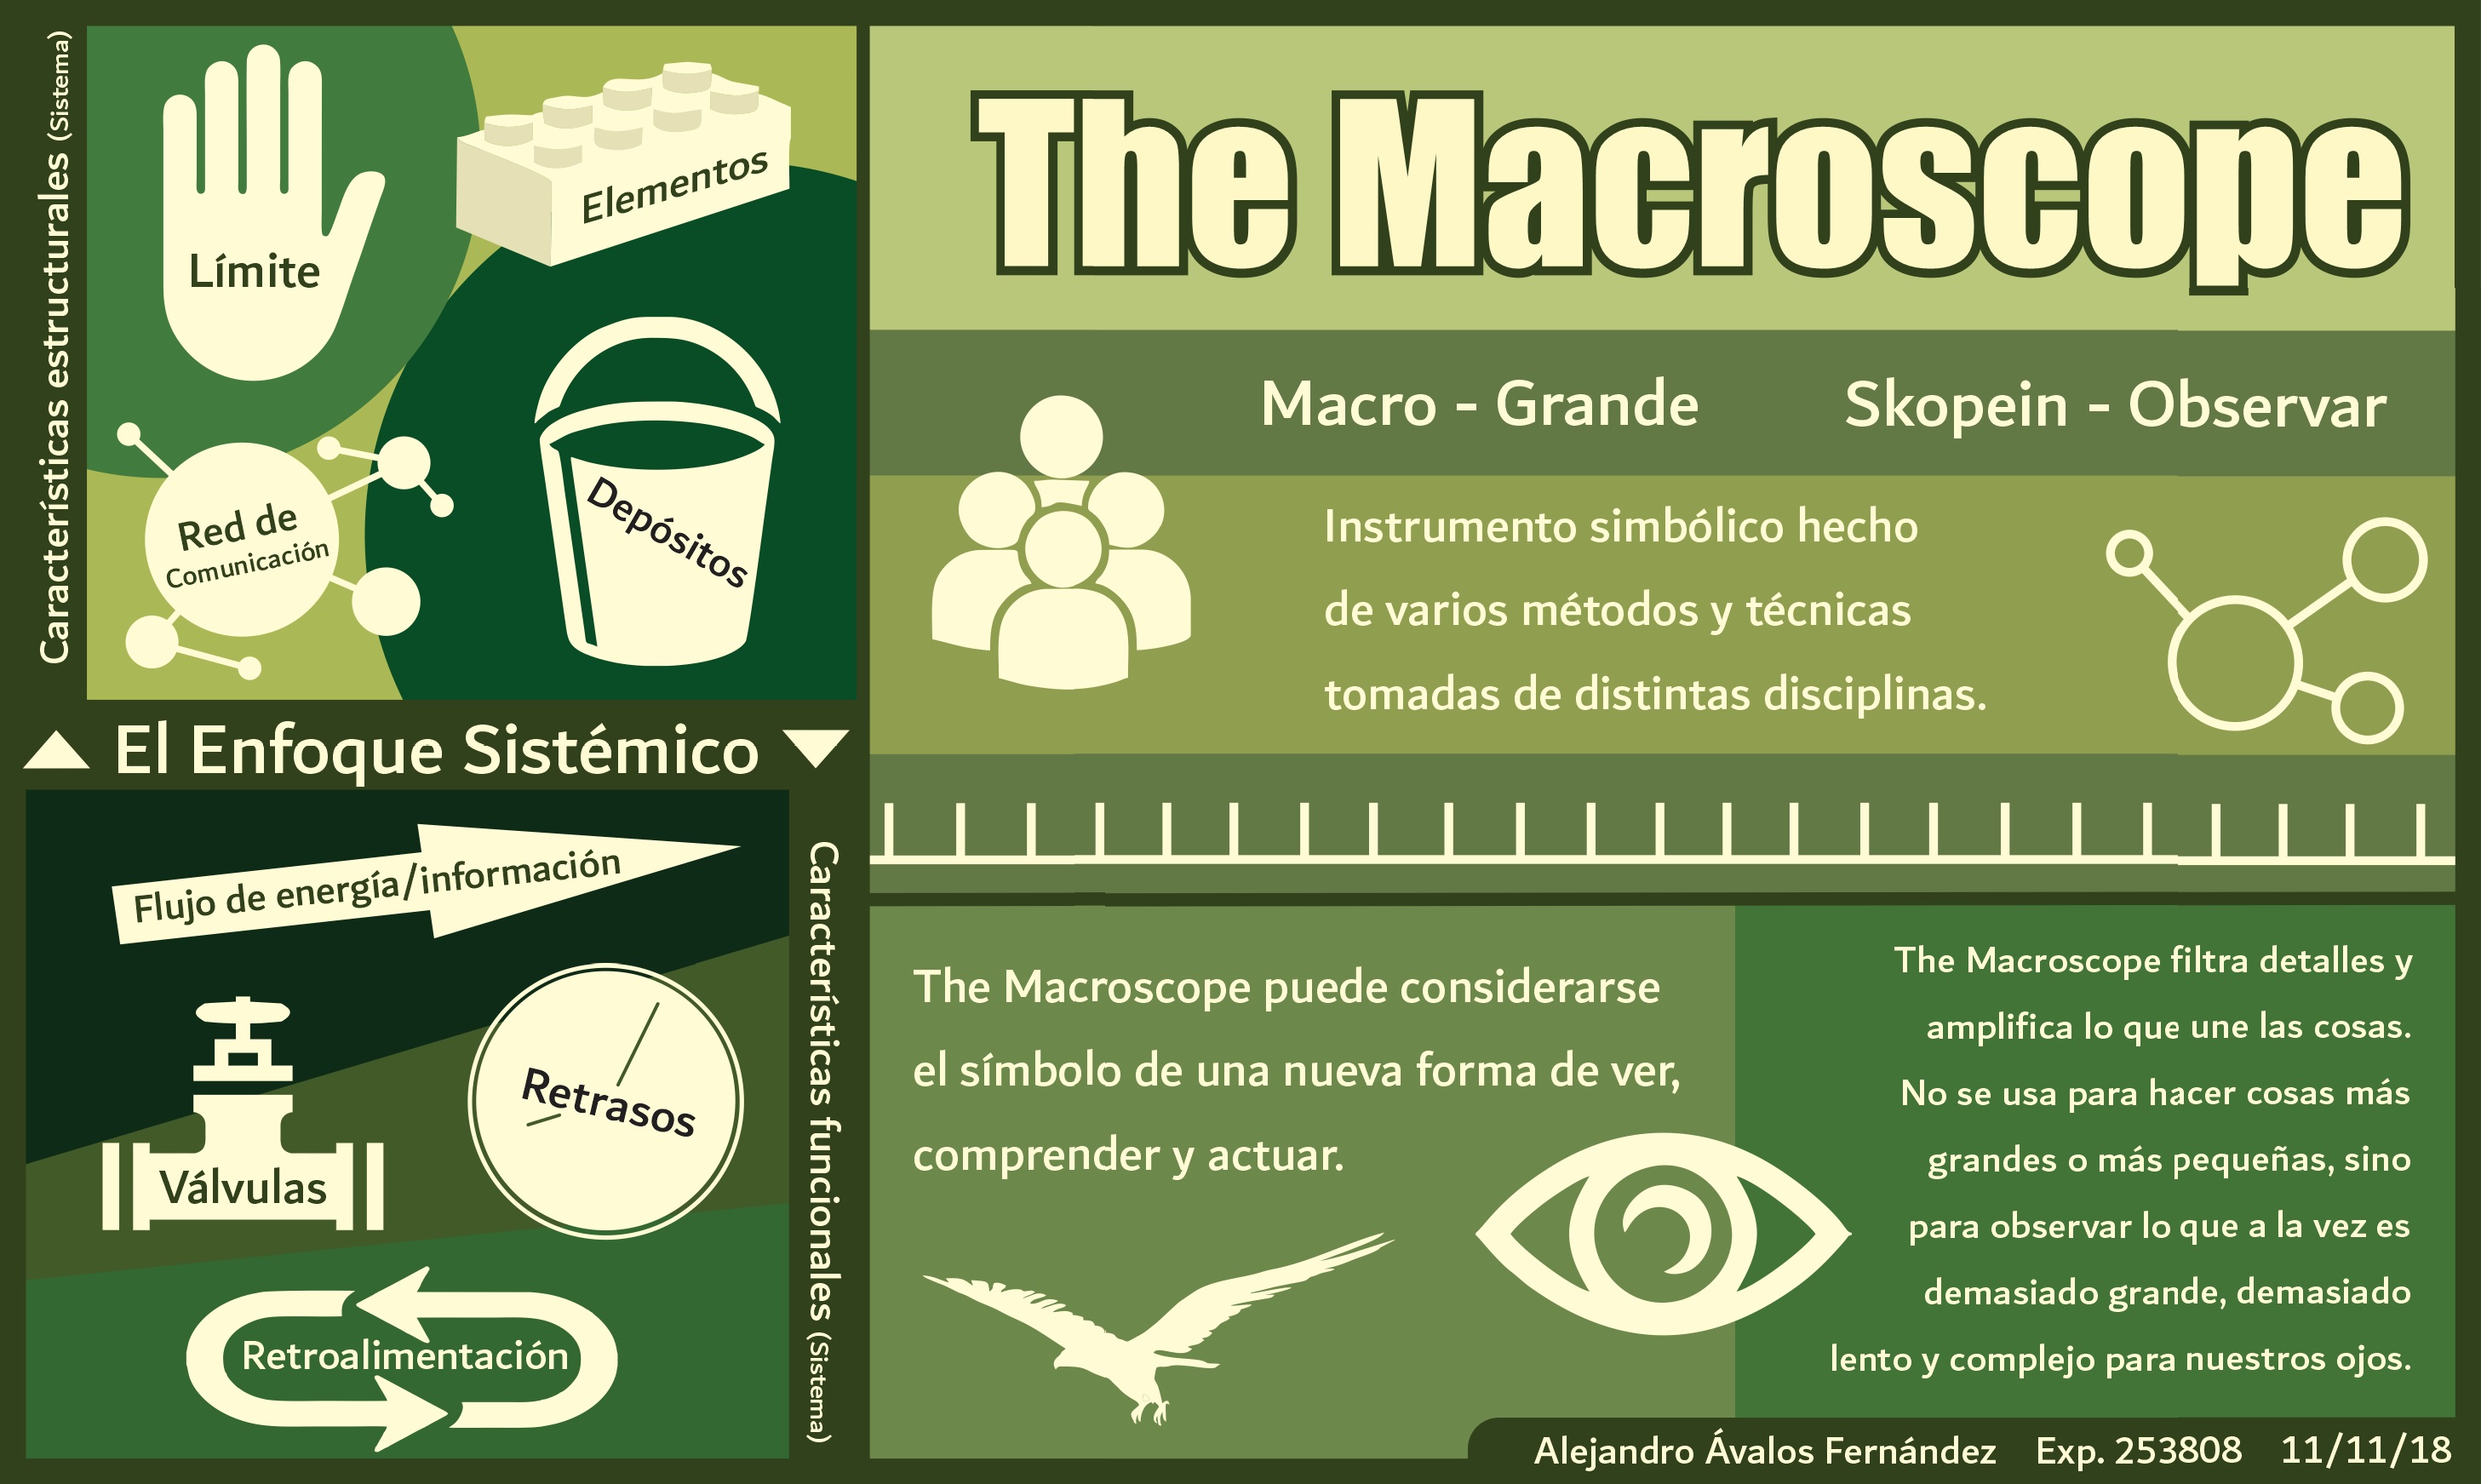 Características estructurales (Sistema)
Límite
Elementos
Red de
Comunicación
Depósitos
El Enfoque Sistémico
Flujo de energía/información
Válvulas
Retrasos
Retroalimentación
Características funcionales (Sistema)
The Macroscope
Macro - Grande
Skopein - Observar
Instrumento simbólico hecho
de varios métodos y técnicas
tomadas de distintas disciplinas.
The Macroscope puede considerarse
el símbolo de una nueva forma de ver,
comprender y actuar.
The Macroscope filtra detalles y
amplifica lo que une las cosas.
No se usa para hacer cosas más
grandes o más pequeñas, sino
para observar lo que a la vez es
demasiado grande, demasiado
lento y complejo para nuestros ojos.
Alejandro Ávalos Fernández Exp. 253808 11/11/18